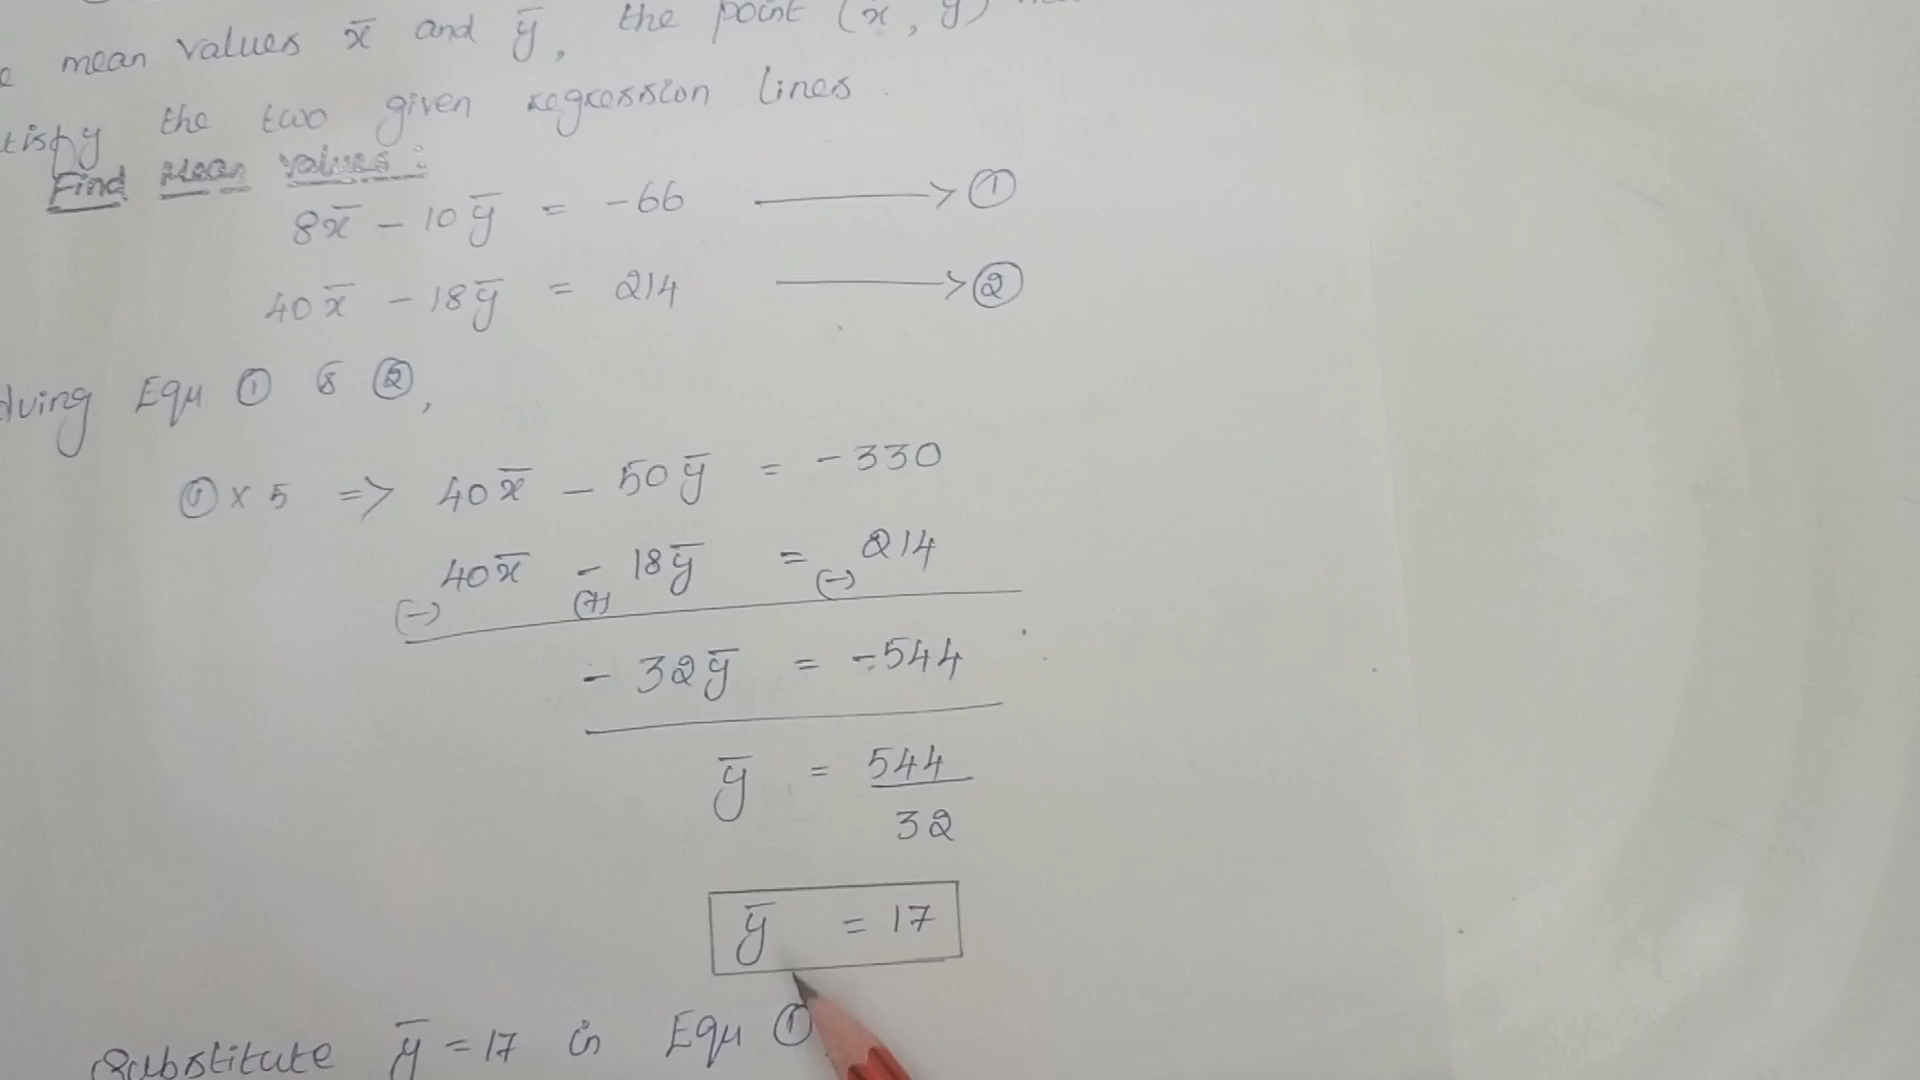 mean values x̄ and ȳ, the point (x̄, ȳ)
the two given regression lines.
Find Mean values:
8x̄ - 10ȳ = -66 ———> ①
40x̄ - 18ȳ = 214 ———> ②
Equ ① & ②,
① x 5 => 40x̄ - 50ȳ = -330
40x̄ - 18ȳ = 214
(-) (+) (-)
- 32ȳ = -544
ȳ = 544
32
ȳ = 17
Substitute ȳ = 17 in Equ ①